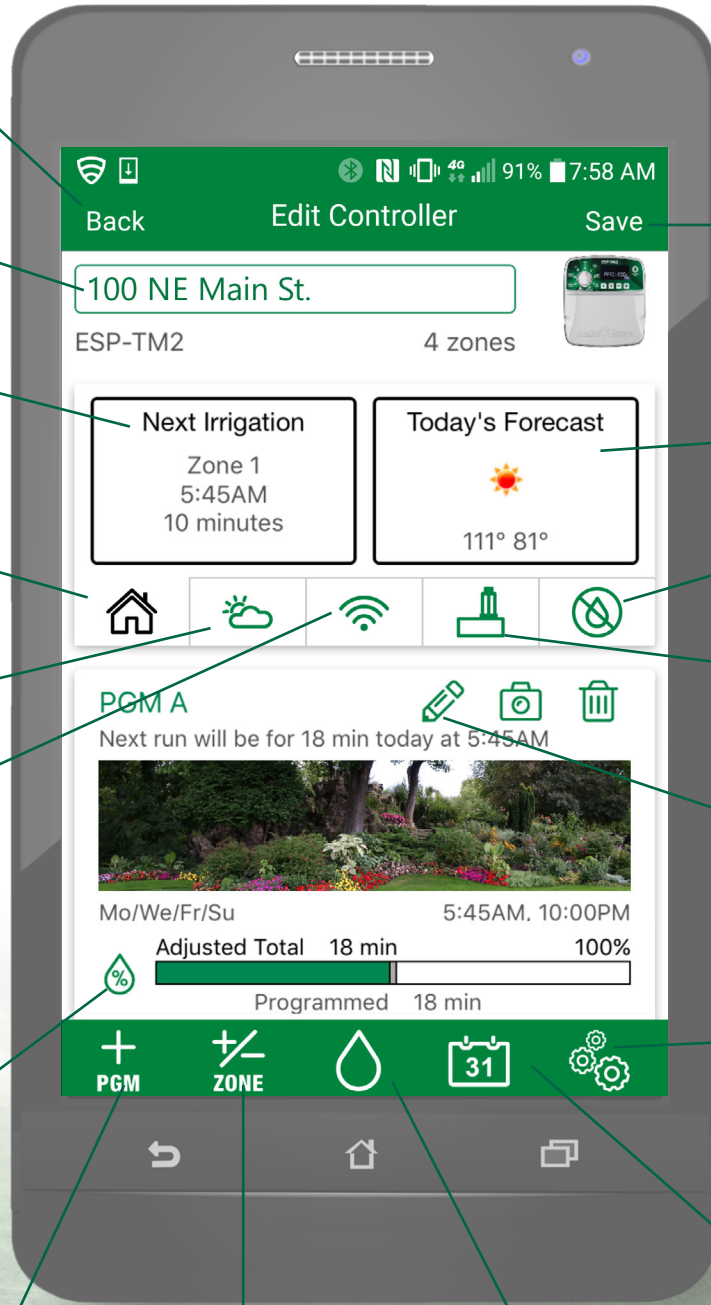 4G 91% 7:58 AM
Back Edit Controller Save
100 NE Main St.
ESP-TM2 4 zones
ESP-TM2
Next Irrigation
Zone 1
5:45AM
10 minutes
Today's Forecast
111° 81°
PGM A
Next run will be for 18 min today at 5:45AM
Mo/We/Fr/Su 5:45AM, 10:00PM
Adjusted Total 18 min 100%
%
Programmed 18 min
PGM
ZONE
31